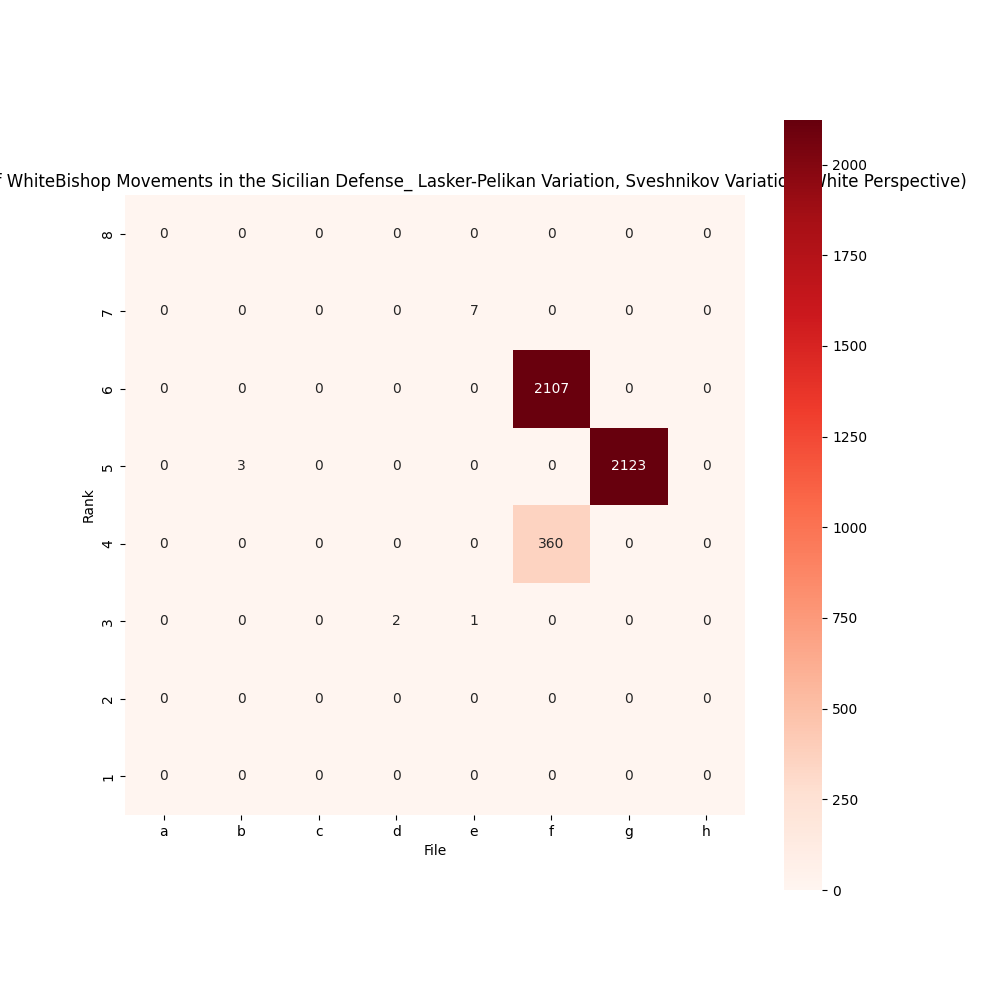 f WhiteBishop Movements in the Sicilian Defense_ Lasker-Pelikan Variation, Sveshnikov Variation (White Perspective)
2000
8 0 0 0 0 0 0 0 0
1750
7 0 0 0 0 7 0 0 0
1500
6 0 0 0 0 0 2107 0 0
1250
5 0 3 0 0 0 0 2123 0
Rank
1000
4 0 0 0 0 0 360 0 0
750
3 0 0 0 2 1 0 0 0
500
2 0 0 0 0 0 0 0 0
1 0 0 0 0 0 0 0 0
250
a b c d e f g h
File
0